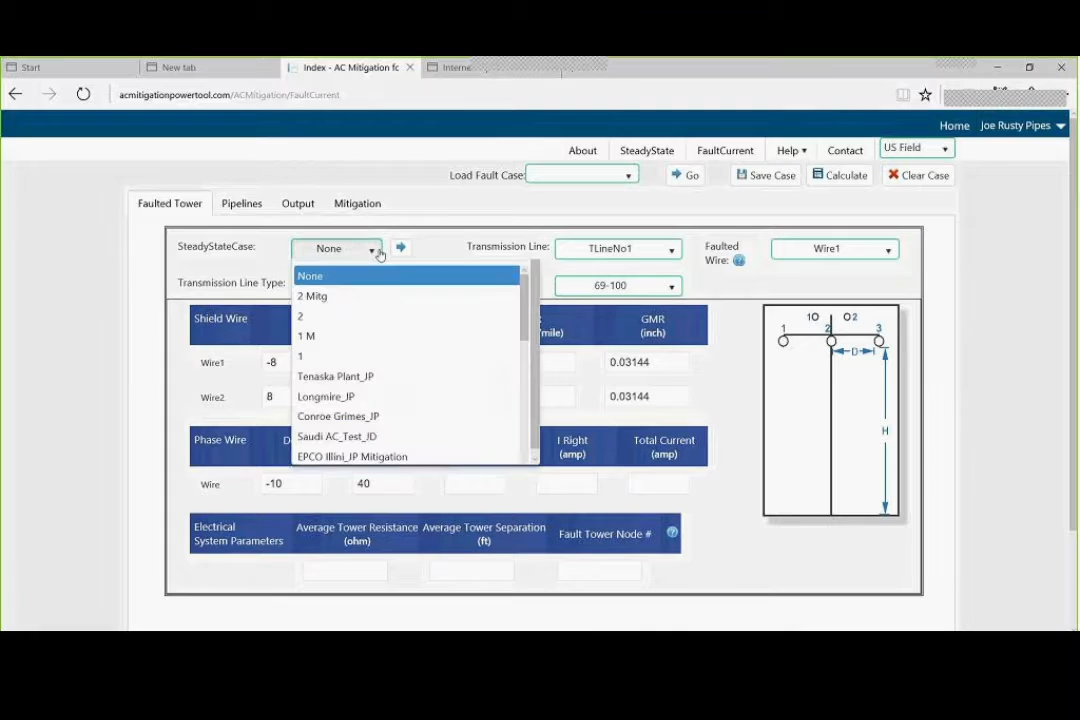 Start
New tab
Index - AC Mitigation fc
Interne
acmitigationpowertool.com/ACMitigation/FaultCurrent
Home Joe Rusty Pipes
About SteadyState FaultCurrent Help Contact US Field
Load Fault Case: Go Save Case Calculate Clear Case
Faulted Tower Pipelines Output Mitigation
SteadyStateCase: None Transmission Line: TLineNo1 Faulted Wire1
Wire:
Transmission Line Type: 69-100
None
2 Mitg
2
1 M
1
Tenaska Plant_JP
Longmire_JP
Conroe Grimes_JP
Saudi AC_Test_JD
EPCO Illini_JP Mitigation
Shield Wire GMR
/mile) (inch)
Wire1 -8 0.03144
Wire2 8 0.03144
Phase Wire D I Right Total Current
(amp) (amp)
Wire -10 40
Electrical Average Tower Resistance Average Tower Separation Fault Tower Node #
System Parameters (ohm) (ft)
1 2
1 2 3
D
H